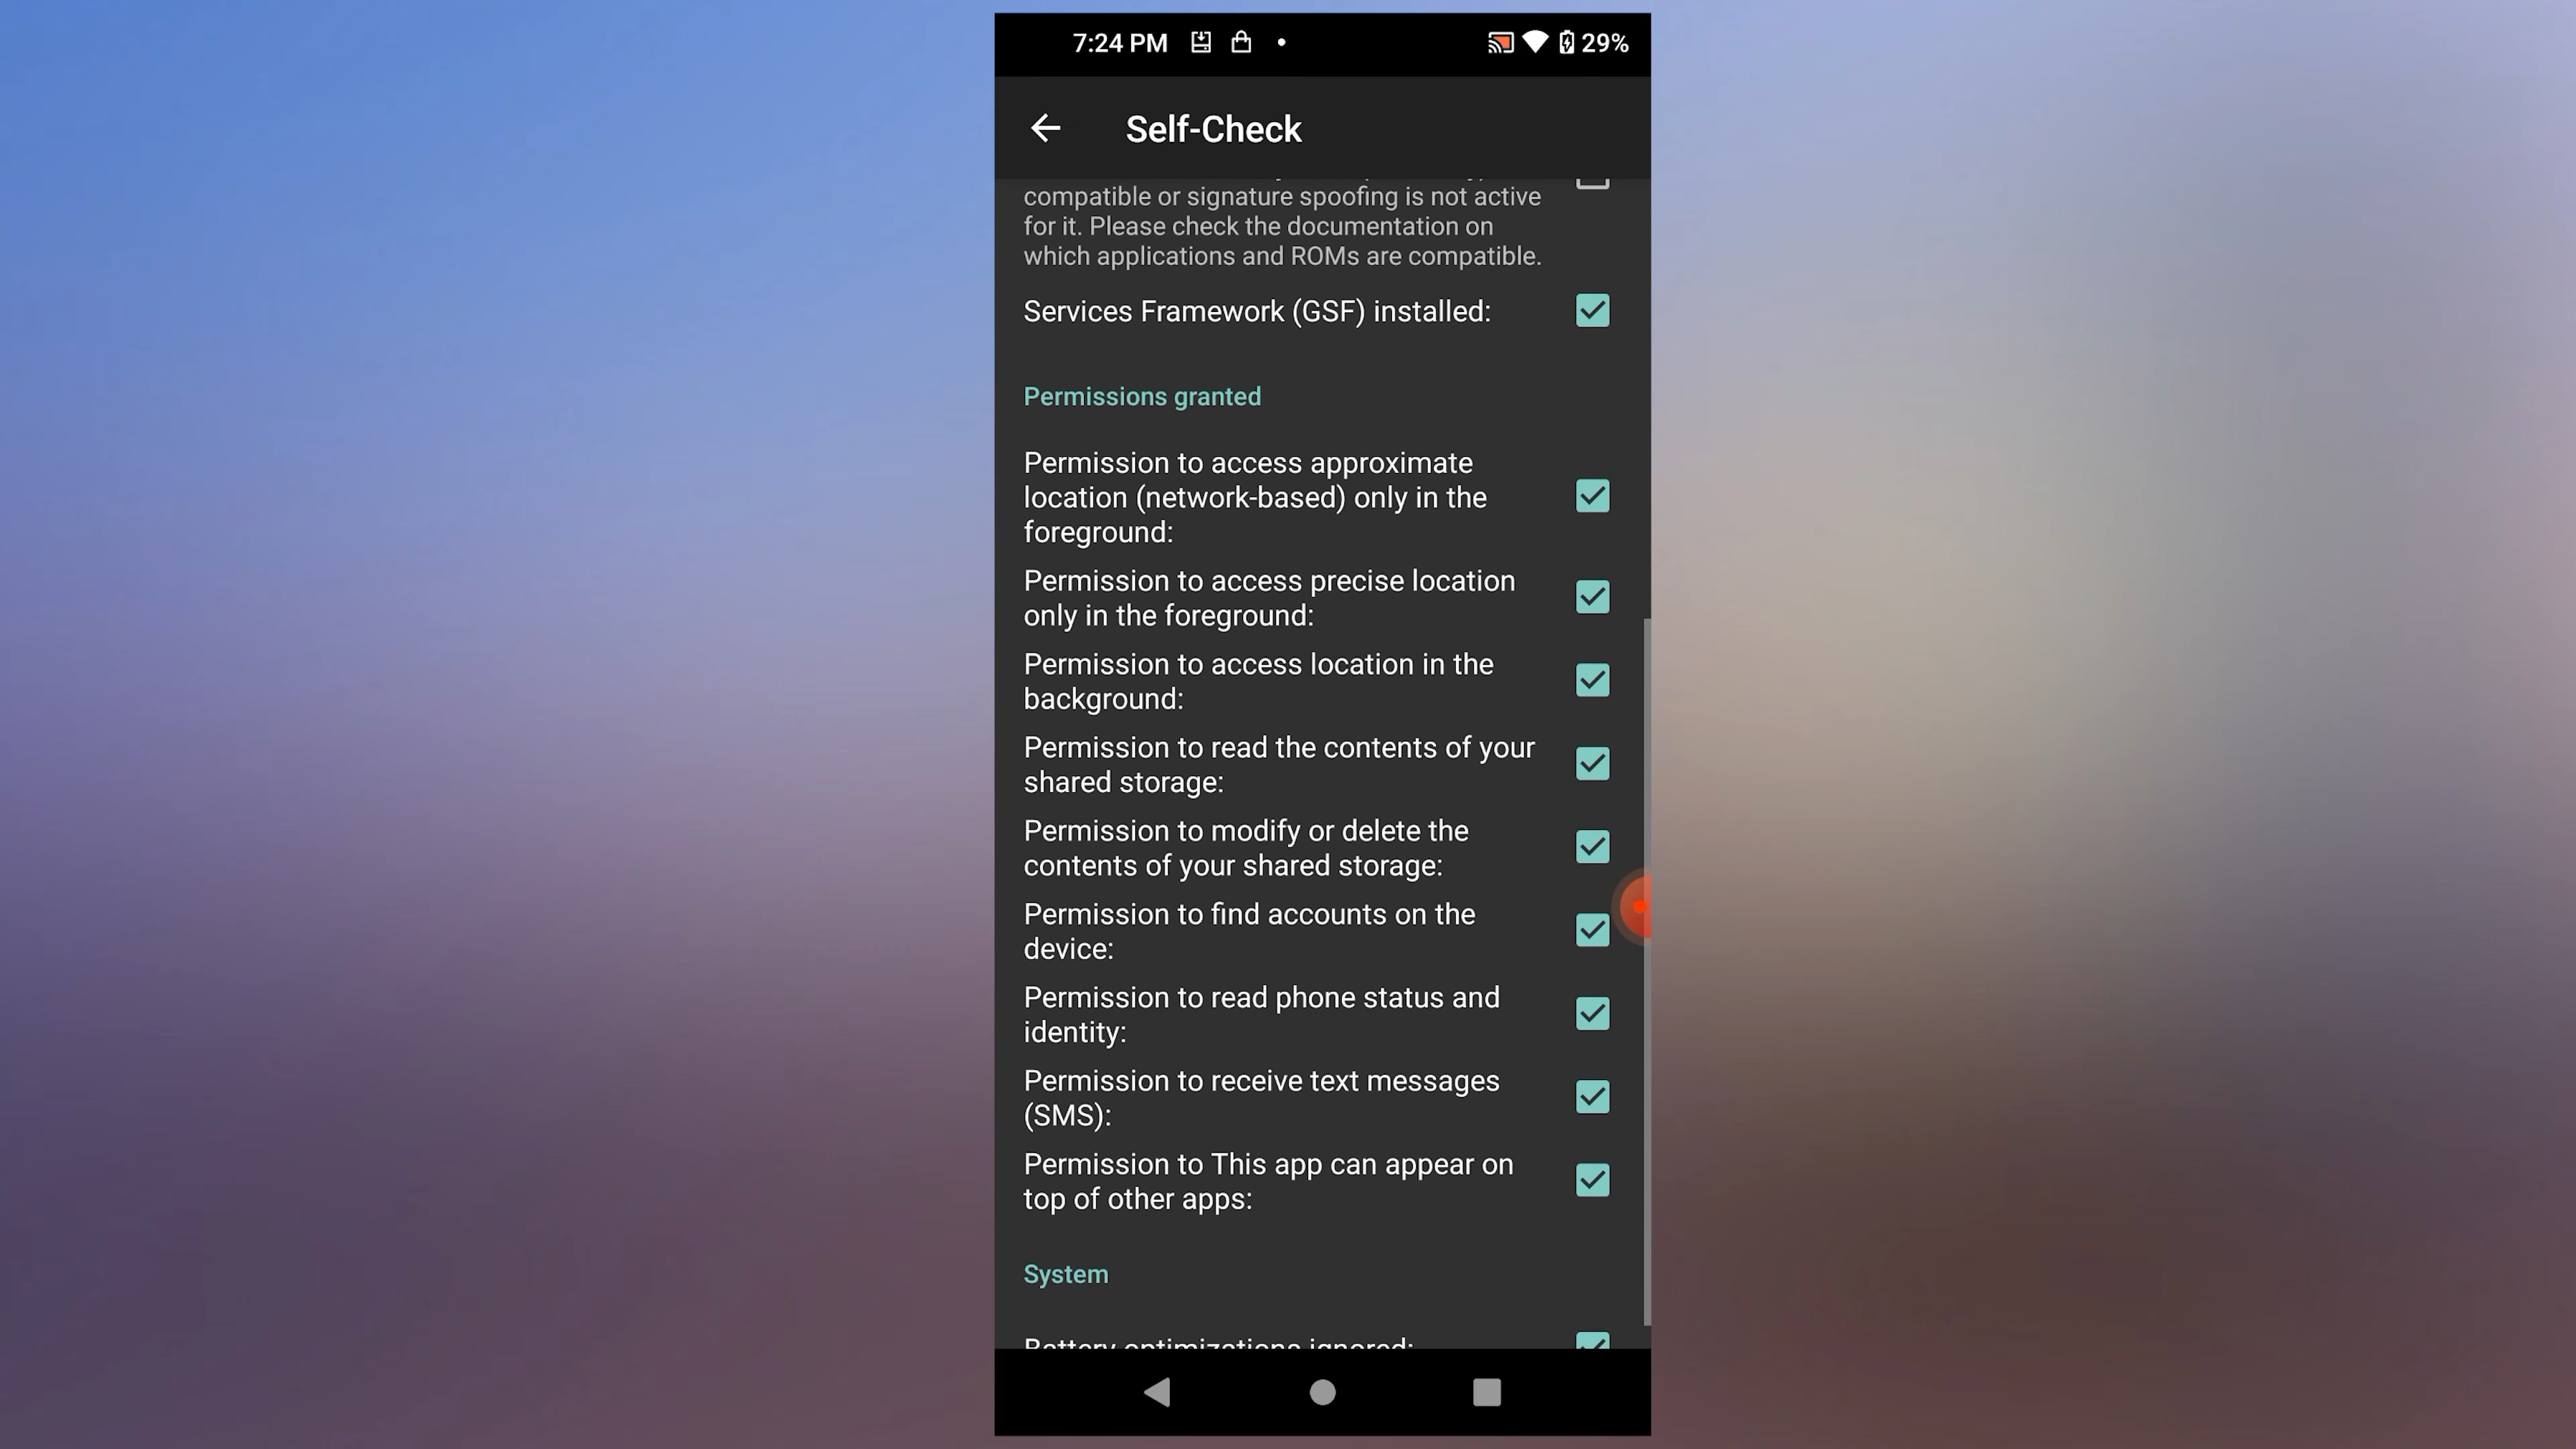 7:24 PM
29%
Self-Check
compatible or signature spoofing is not active
for it. Please check the documentation on
which applications and ROMs are compatible.
Services Framework (GSF) installed:
Permissions granted
Permission to access approximate
location (network-based) only in the
foreground:
Permission to access precise location
only in the foreground:
Permission to access location in the
background:
Permission to read the contents of your
shared storage:
Permission to modify or delete the
contents of your shared storage:
Permission to find accounts on the
device:
Permission to read phone status and
identity:
Permission to receive text messages
(SMS):
Permission to This app can appear on
top of other apps:
System
Battery optimizations ignored: